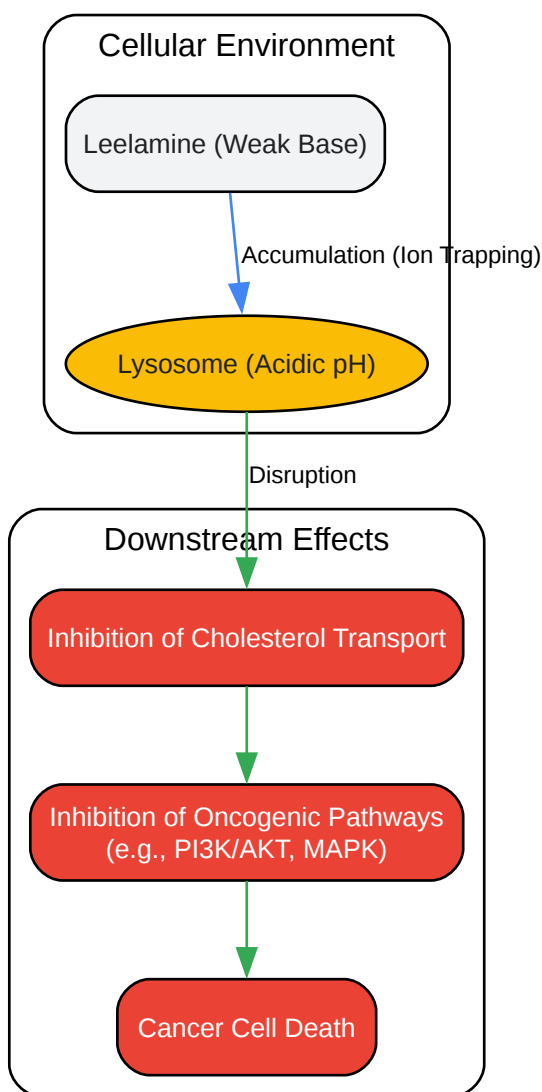 Cellular Environment
Leelamine (Weak Base)
Accumulation (Ion Trapping)
Lysosome (Acidic pH)
Disruption
Downstream Effects
Inhibition of Cholesterol Transport
Inhibition of Oncogenic Pathways
(e.g., PI3K/AKT, MAPK)
Cancer Cell Death